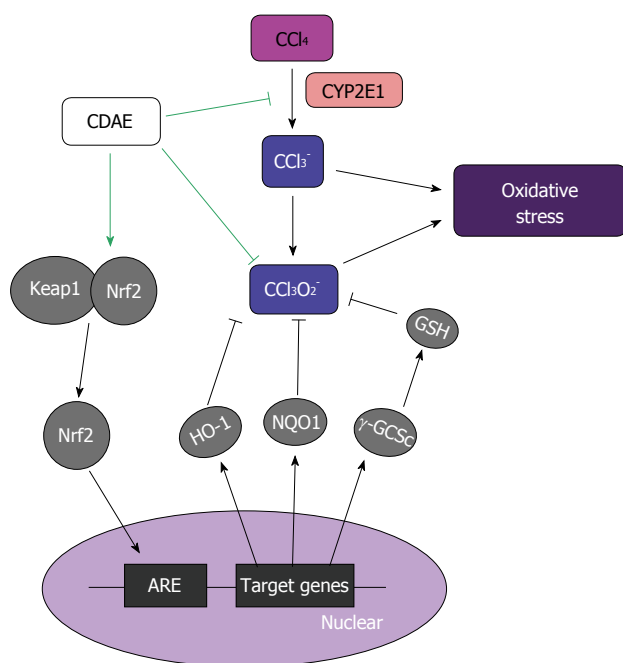 CCl₄
CYP2E1
CDAE
CCl₃⁻
Oxidative
stress
Keap1
Nrf2
CCl₃O₂⁻
GSH
Nrf2
HO-1
NQO1
γ-GCSc
ARE
Target genes
Nuclear